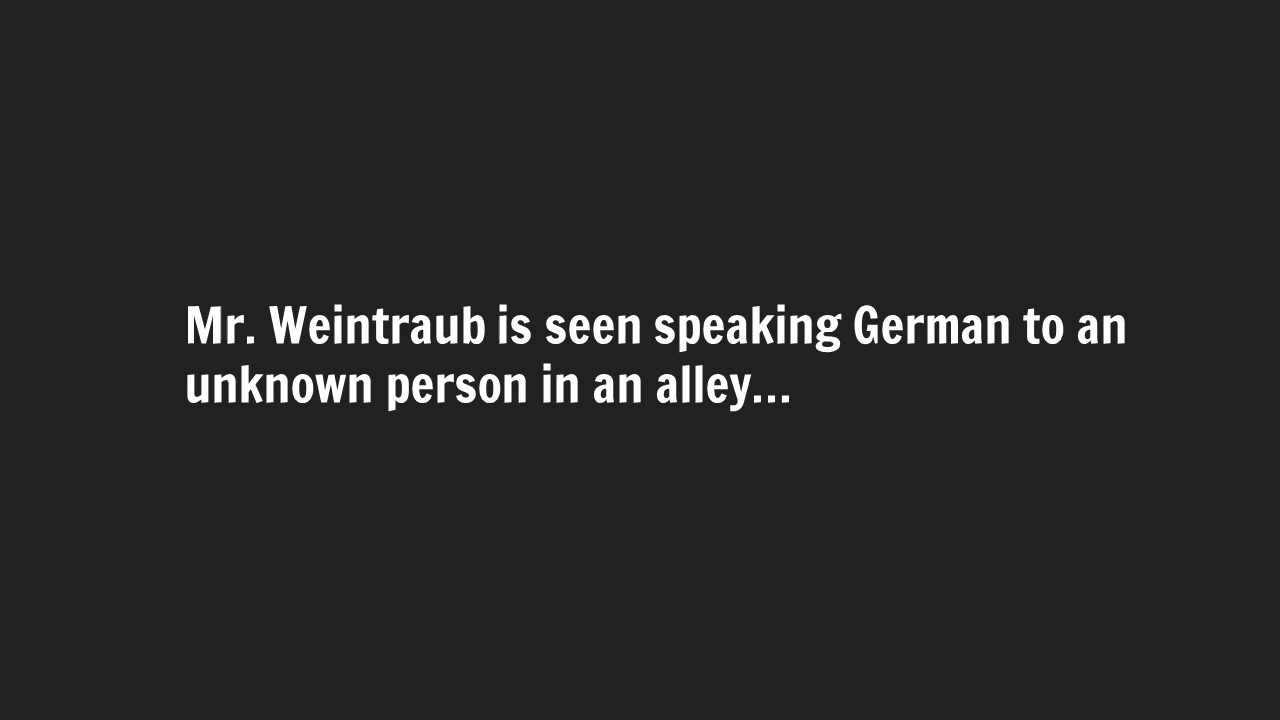 Mr. Weintraub is seen speaking German to an
unknown person in an alley...